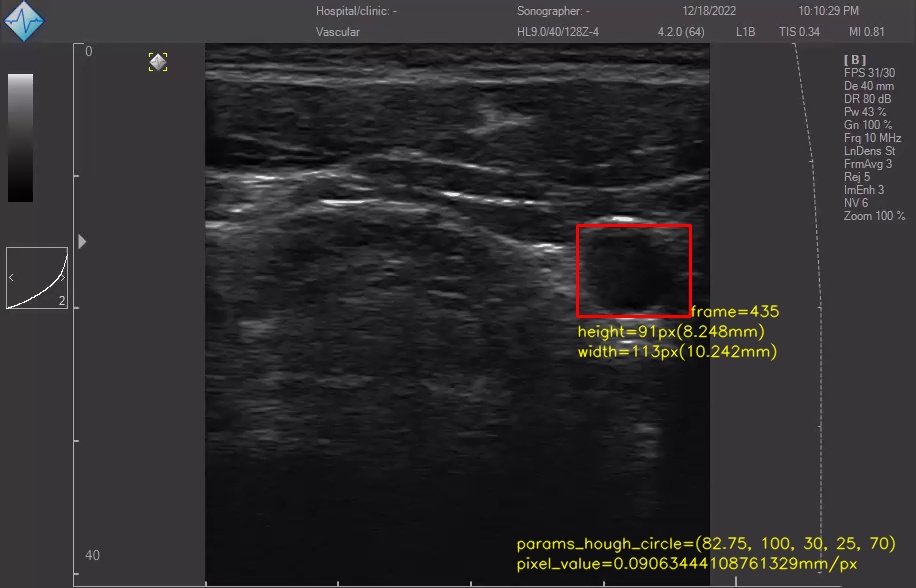 Hospital/clinic: - Sonographer: - 12/18/2022 10:10:29 PM
Vascular HL9.0/40/128Z-4 4.2.0 (64) L1B TIS 0.34 MI 0.81
0
[ B ]
FPS 31/30
De 40 mm
DR 80 dB
Pw 43 %
Gn 100 %
Frq 10 MHz
LnDens St
FrmAvg 3
Rej 5
ImEnh 3
NV 6
Zoom 100 %
2
frame=435
height=91px(8.248mm)
width=113px(10.242mm)
params_hough_circle=(82.75, 100, 30, 25, 70)
40
pixel_value=0.09063444108761329mm/px